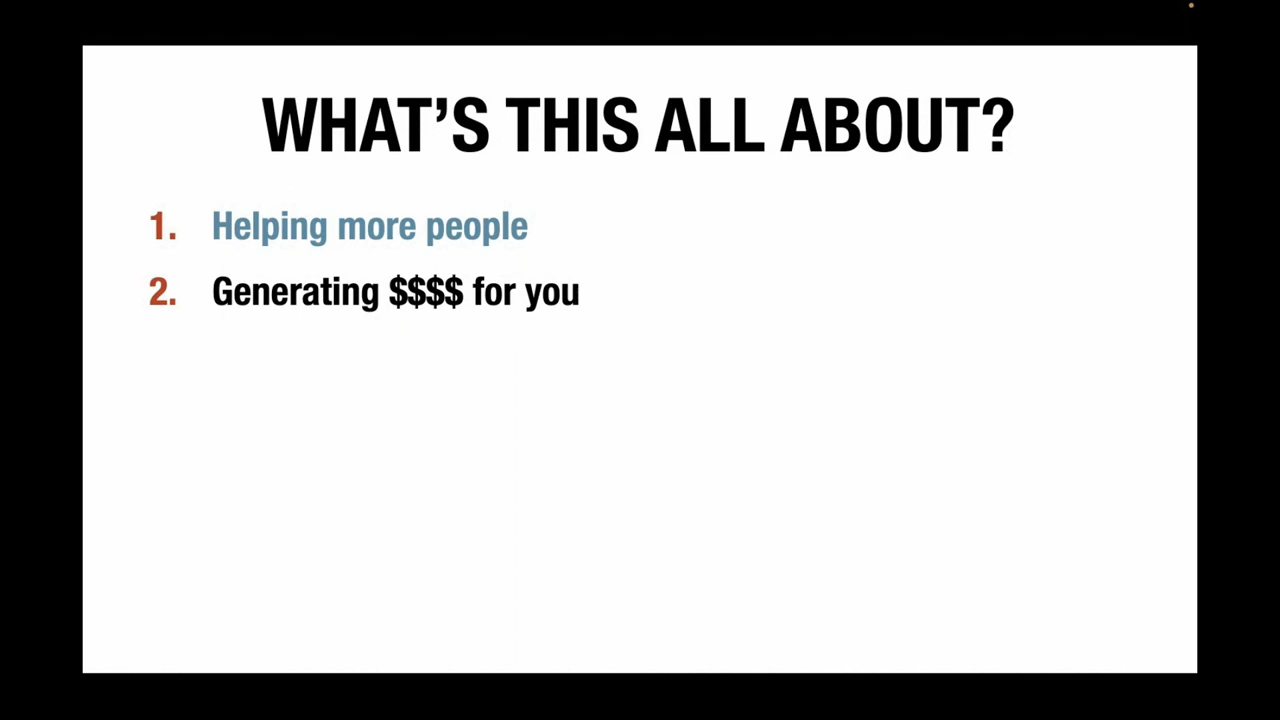 WHAT’S THIS ALL ABOUT?
1. Helping more people
2. Generating $$$$ for you